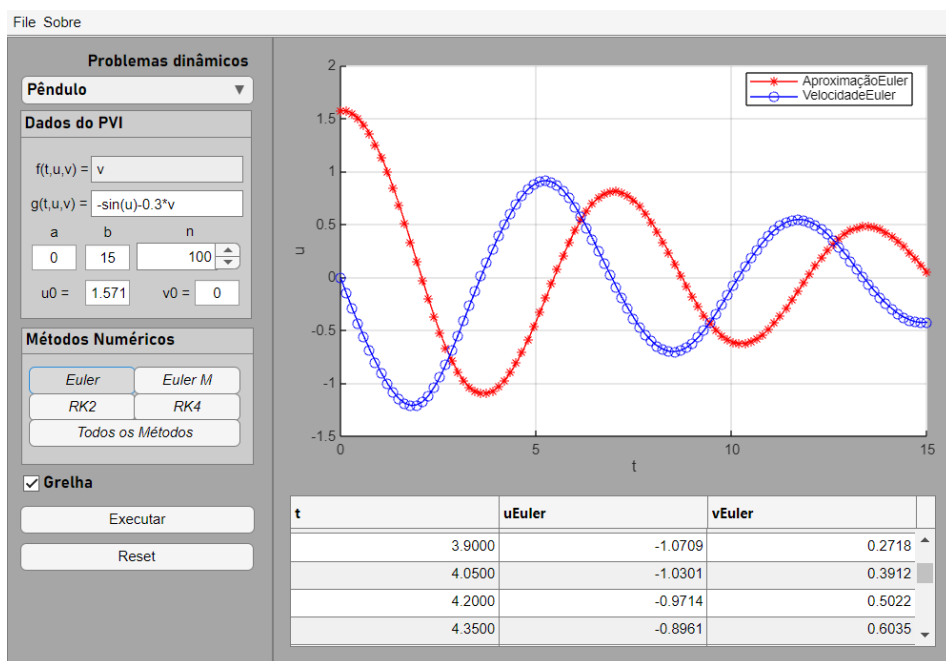 File Sobre
Problemas dinâmicos
Pêndulo
Dados do PVI
f(t,u,v) = v
g(t,u,v) = -sin(u)-0.3*v
a b n
0 15 100
u0 = 1.571 v0 = 0
Métodos Numéricos
Euler Euler M
RK2 RK4
Todos os Métodos
Grelha
Executar
Reset
AproximaçãoEuler
VelocidadeEuler
2
1.5
1
0.5
0
-0.5
-1
-1.5
u
0 5 10 15
t
t uEuler vEuler
3.9000 -1.0709 0.2718
4.0500 -1.0301 0.3912
4.2000 -0.9714 0.5022
4.3500 -0.8961 0.6035